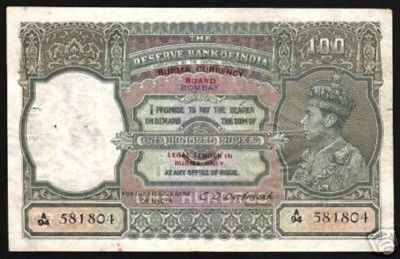 THE
RESERVE BANK OF INDIA
100
BURMA CURRENCY
BOARD
BOMBAY
I PROMISE TO PAY THE BEARER
ON DEMAND THE SUM OF
ONE HUNDRED RUPEES
LEGAL TENDER IN
BURMA ONLY.
AT ANY OFFICE OF ISSUE.
FOR THE RESERVE BANK
OF INDIA
A/94 581804
A/94 581804